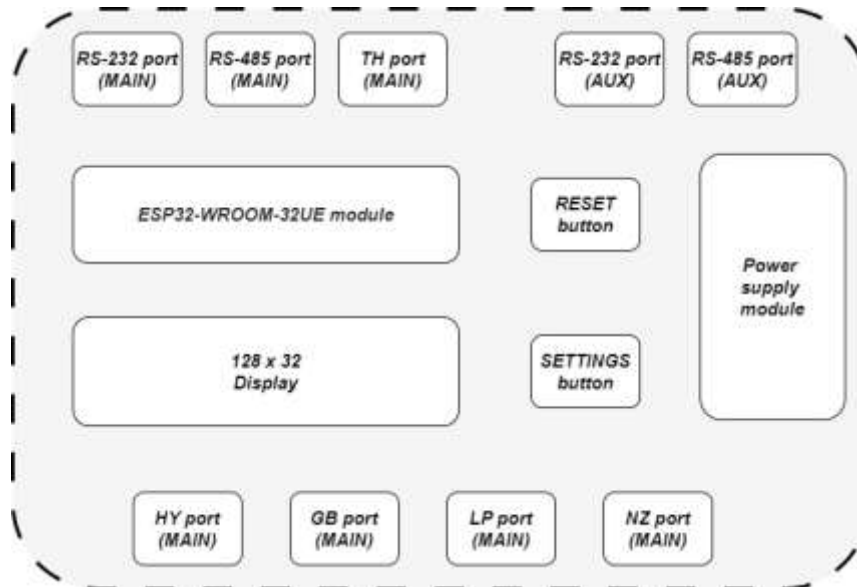 RS-232 port
(MAIN)
RS-485 port
(MAIN)
TH port
(MAIN)
RS-232 port
(AUX)
RS-485 port
(AUX)
ESP32-WROOM-32UE module
RESET
button
Power
supply
module
128 x 32
Display
SETTINGS
button
HY port
(MAIN)
GB port
(MAIN)
LP port
(MAIN)
NZ port
(MAIN)